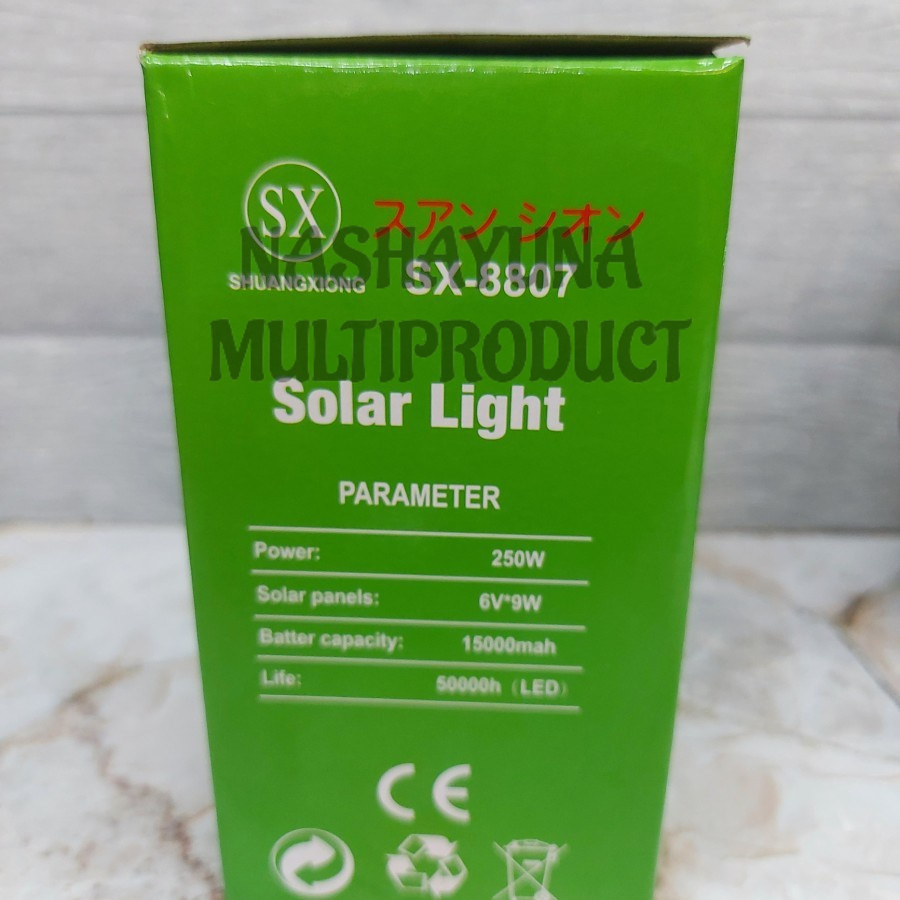 SX
スアン シオン
SHUANGXIONG
SX-8807
NASHAYUNA
MULTIPRODUCT
Solar Light
PARAMETER
Power: 250W
Solar panels: 6V*9W
Batter capacity: 15000mah
Life: 50000h（LED）
CE